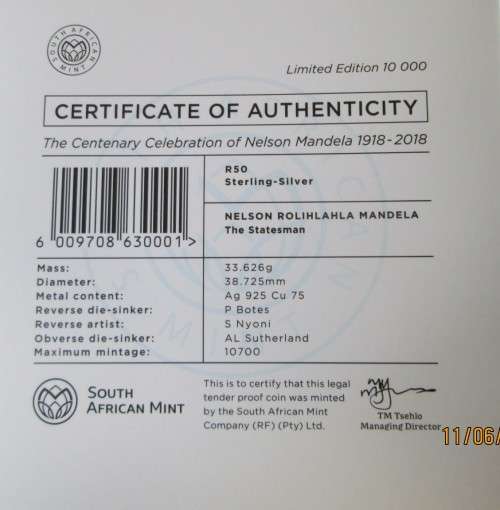 SOUTH AFRICAN MINT
Limited Edition 10 000
CERTIFICATE OF AUTHENTICITY
The Centenary Celebration of Nelson Mandela 1918-2018
R50
Sterling-Silver
NELSON ROLIHLAHLA MANDELA
The Statesman
6 009708 630001 >
Mass: 33.626g
Diameter: 38.725mm
Metal content: Ag 925 Cu 75
Reverse die-sinker: P Botes
Reverse artist: S Nyoni
Obverse die-sinker: AL Sutherland
Maximum mintage: 10700
SOUTH
AFRICAN MINT
This is to certify that this legal
tender proof coin was minted
by the South African Mint
Company (RF) (Pty) Ltd.
TM Tsehlo
Managing Director
11/06/